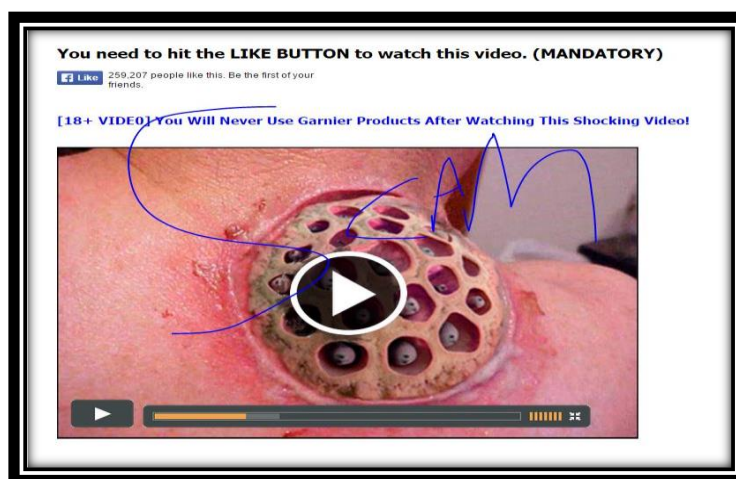 You need to hit the LIKE BUTTON to watch this video. (MANDATORY)
Like 259,207 people like this. Be the first of your
friends.
[18+ VIDEO] You Will Never Use Garnier Products After Watching This Shocking Video!
SCAM